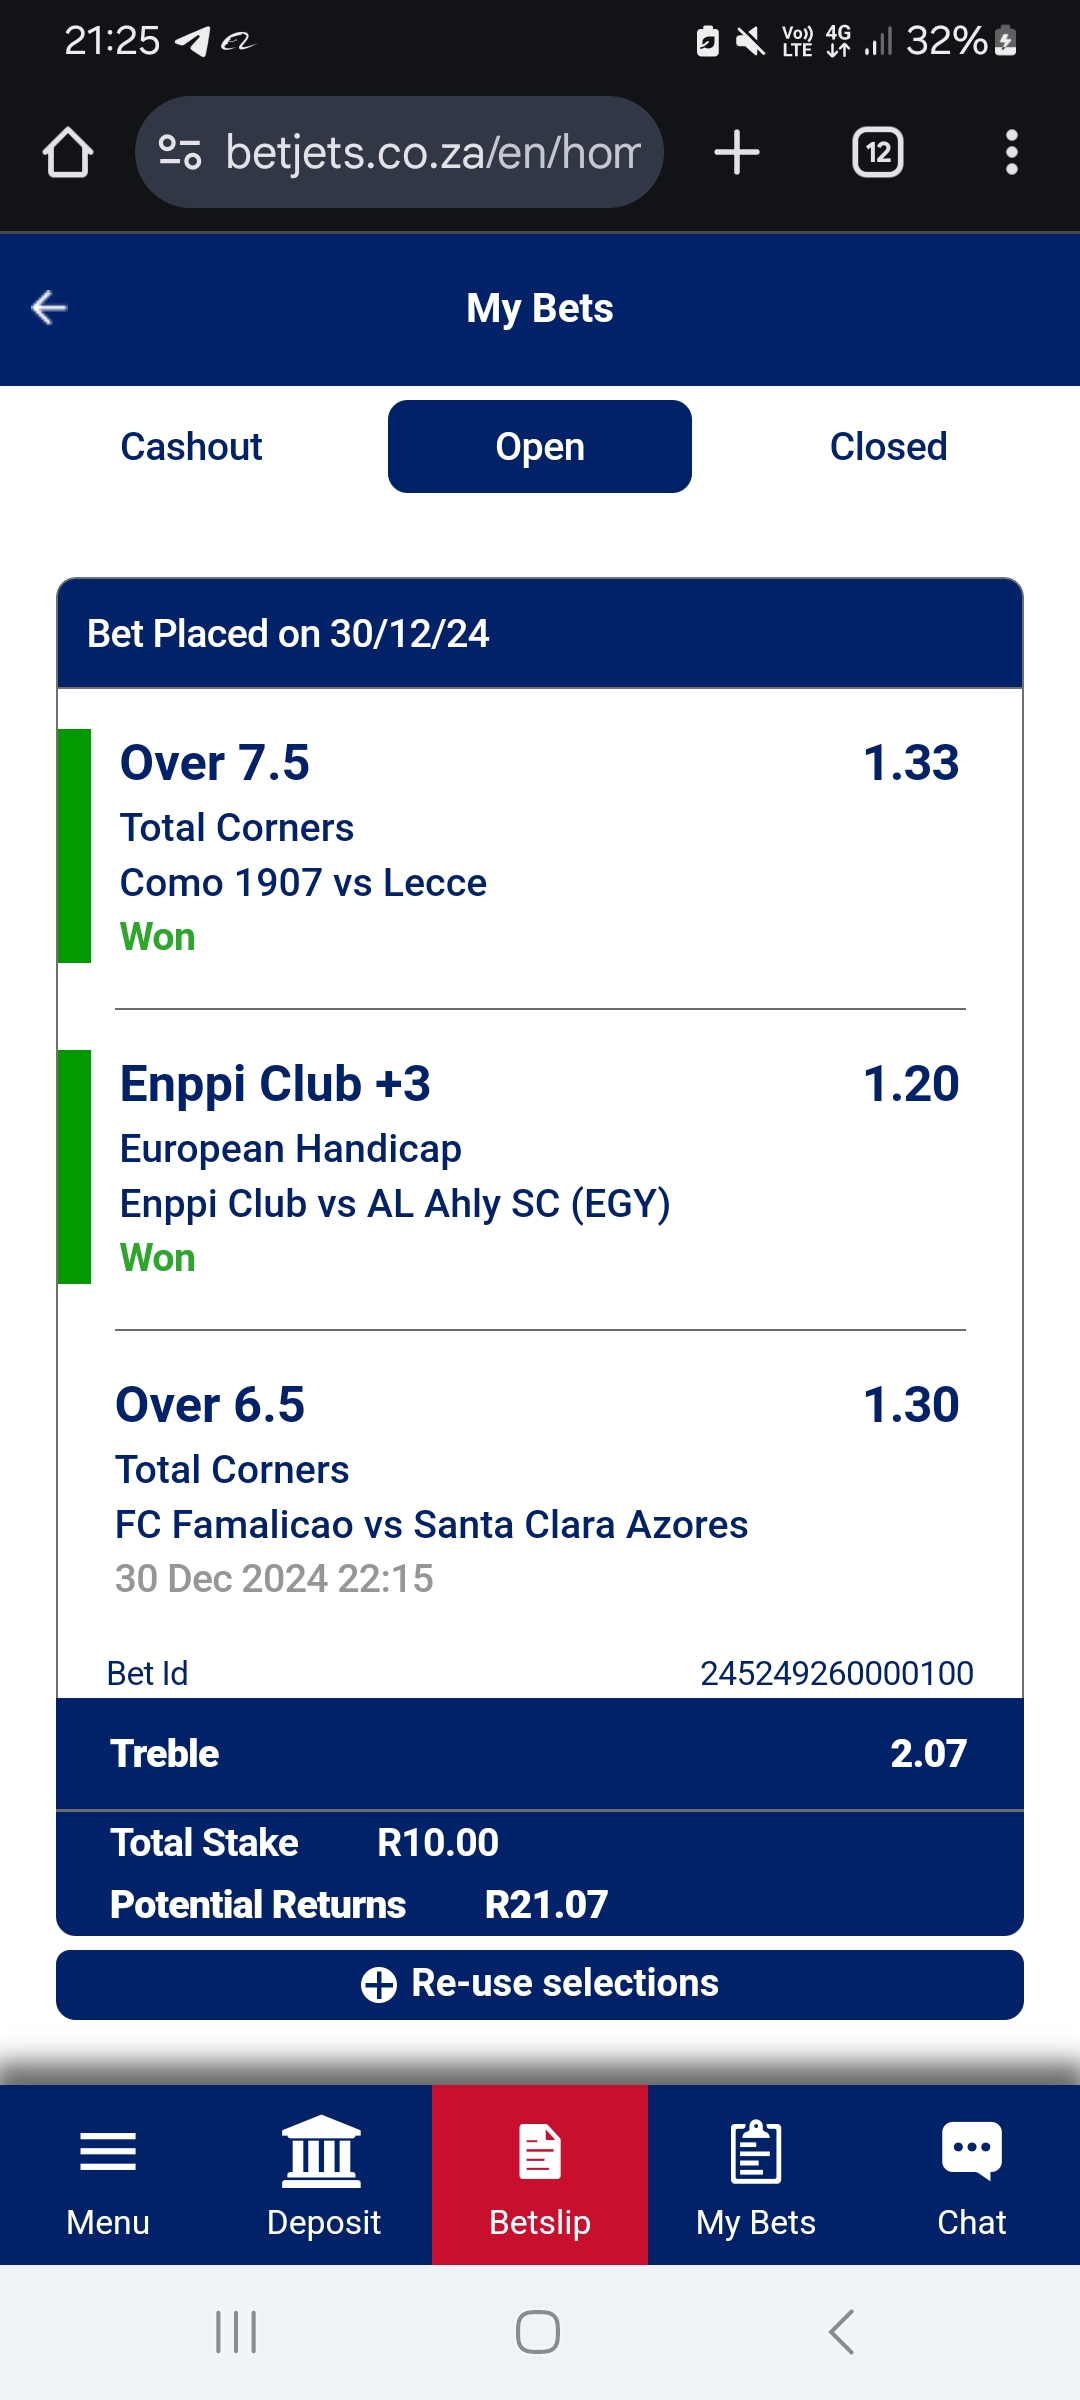 21:25
Vo)) LTE 4G 32%
betjets.co.za/en/hom
12
My Bets
Cashout Open Closed
Bet Placed on 30/12/24
Over 7.5 1.33
Total Corners
Como 1907 vs Lecce
Won
Enppi Club +3 1.20
European Handicap
Enppi Club vs AL Ahly SC (EGY)
Won
Over 6.5 1.30
Total Corners
FC Famalicao vs Santa Clara Azores
30 Dec 2024 22:15
Bet Id 245249260000100
Treble 2.07
Total Stake R10.00
Potential Returns R21.07
Re-use selections
Menu Deposit Betslip My Bets Chat